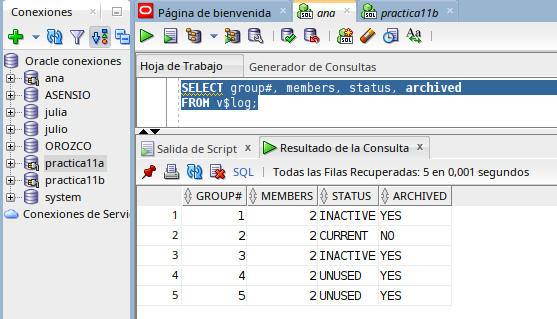 Conexiones
Oracle conexiones
ana
ASENSIO
julia
julio
OROZCO
practica11a
practica11b
system
Conexiones de Servi
Página de bienvenida
ana
practica11b
Aa
Hoja de Trabajo Generador de Consultas
SELECT group#, members, status, archived
FROM v$log;
Salida de Script Resultado de la Consulta
SQL Todas las Filas Recuperadas: 5 en 0,001 segundos
GROUP# MEMBERS STATUS ARCHIVED
1 1 2 INACTIVE YES
2 2 2 CURRENT NO
3 3 2 INACTIVE YES
4 4 2 UNUSED YES
5 5 2 UNUSED YES